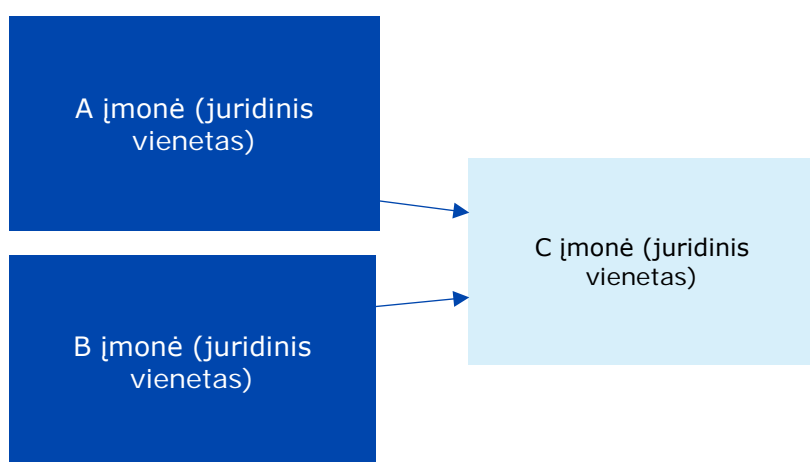 A įmonė (juridinis
vienetas)
B įmonė (juridinis
vienetas)
C įmonė (juridinis
vienetas)